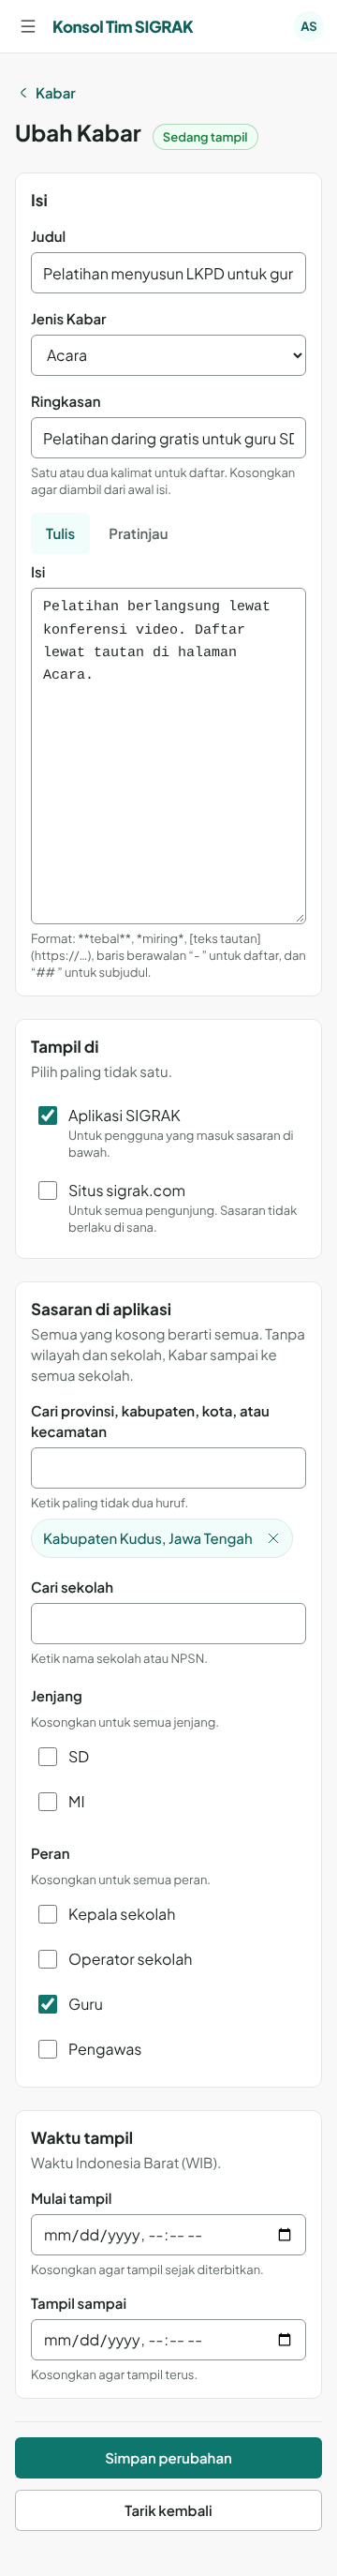 Konsol Tim SIGRAK
AS
Kabar
Ubah Kabar
Sedang tampil
Isi
Judul
Pelatihan menyusun LKPD untuk gur
Jenis Kabar
Acara
Ringkasan
Pelatihan daring gratis untuk guru SD
Satu atau dua kalimat untuk daftar. Kosongkan
agar diambil dari awal isi.
Tulis
Pratinjau
Isi
Pelatihan berlangsung lewat
konferensi video. Daftar
lewat tautan di halaman
Acara.
Format: **tebal**, *miring*, [teks tautan]
(https://…), baris berawalan “- ” untuk daftar, dan
“## ” untuk subjudul.
Tampil di
Pilih paling tidak satu.
Aplikasi SIGRAK
Untuk pengguna yang masuk sasaran di
bawah.
Situs sigrak.com
Untuk semua pengunjung. Sasaran tidak
berlaku di sana.
Sasaran di aplikasi
Semua yang kosong berarti semua. Tanpa
wilayah dan sekolah, Kabar sampai ke
semua sekolah.
Cari provinsi, kabupaten, kota, atau
kecamatan
Ketik paling tidak dua huruf.
Kabupaten Kudus, Jawa Tengah
Cari sekolah
Ketik nama sekolah atau NPSN.
Jenjang
Kosongkan untuk semua jenjang.
SD
MI
Peran
Kosongkan untuk semua peran.
Kepala sekolah
Operator sekolah
Guru
Pengawas
Waktu tampil
Waktu Indonesia Barat (WIB).
Mulai tampil
mm/dd/yyyy, --:-- --
Kosongkan agar tampil sejak diterbitkan.
Tampil sampai
mm/dd/yyyy, --:-- --
Kosongkan agar tampil terus.
Simpan perubahan
Tarik kembali